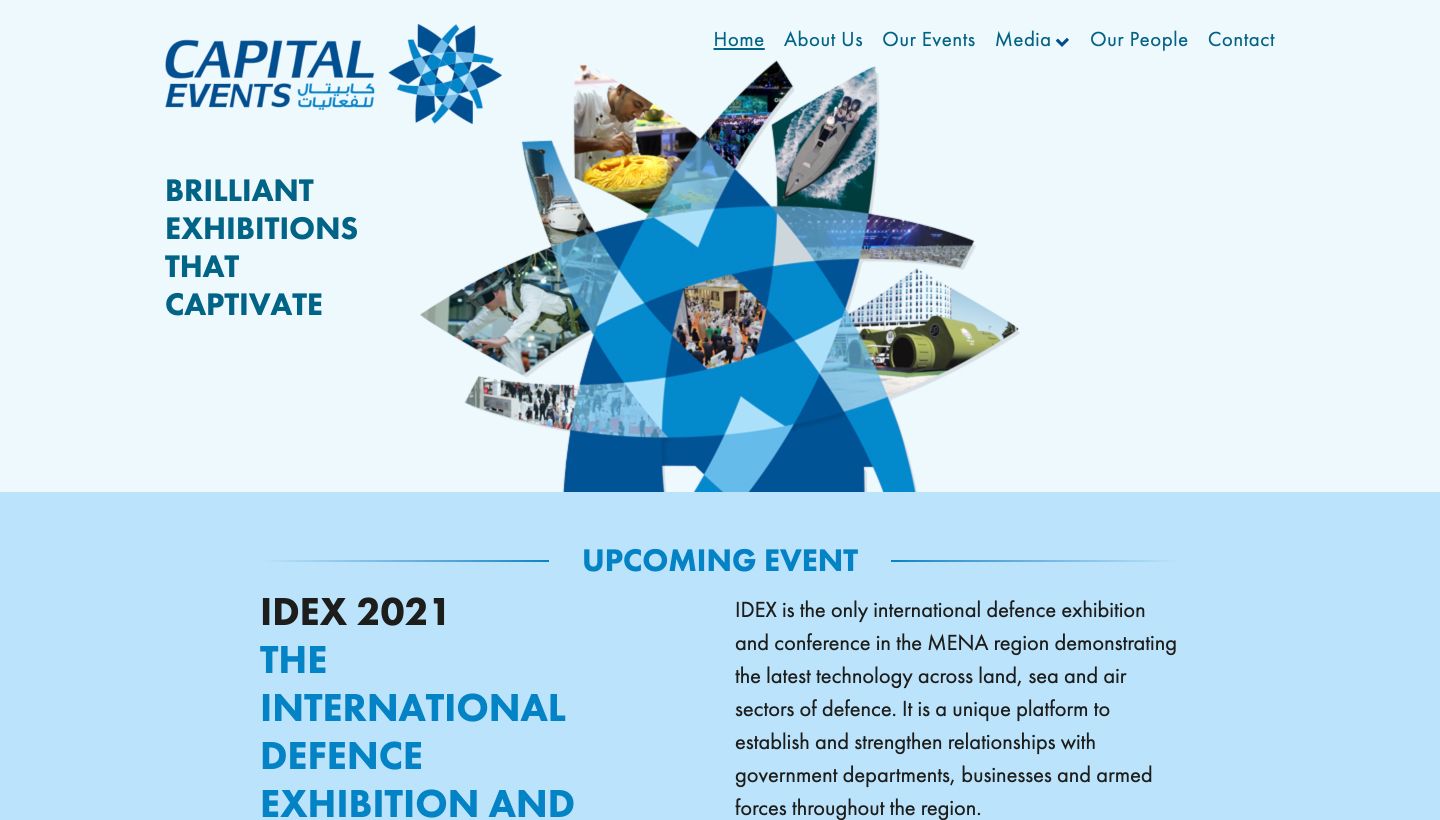 CAPITAL
EVENTS
كابيتال
للفعاليات
Home About Us Our Events Media Our People Contact
BRILLIANT
EXHIBITIONS
THAT
CAPTIVATE
UPCOMING EVENT
IDEX 2021
THE
INTERNATIONAL
DEFENCE
EXHIBITION AND
IDEX is the only international defence exhibition
and conference in the MENA region demonstrating
the latest technology across land, sea and air
sectors of defence. It is a unique platform to
establish and strengthen relationships with
government departments, businesses and armed
forces throughout the region.